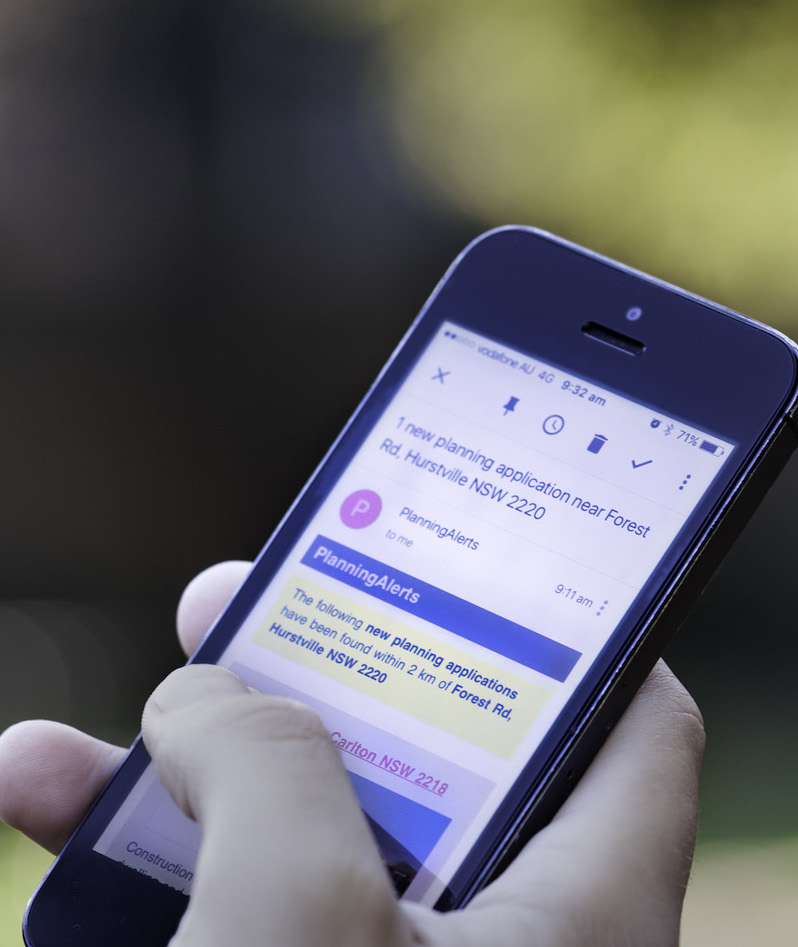 vodafone AU 4G 9:32 am 71%
1 new planning application near Forest
Rd, Hurstville NSW 2220
P
PlanningAlerts
to me
9:11 am
PlanningAlerts
The following new planning applications
have been found within 2 km of Forest Rd,
Hurstville NSW 2220
Carlton NSW 2218
Construction